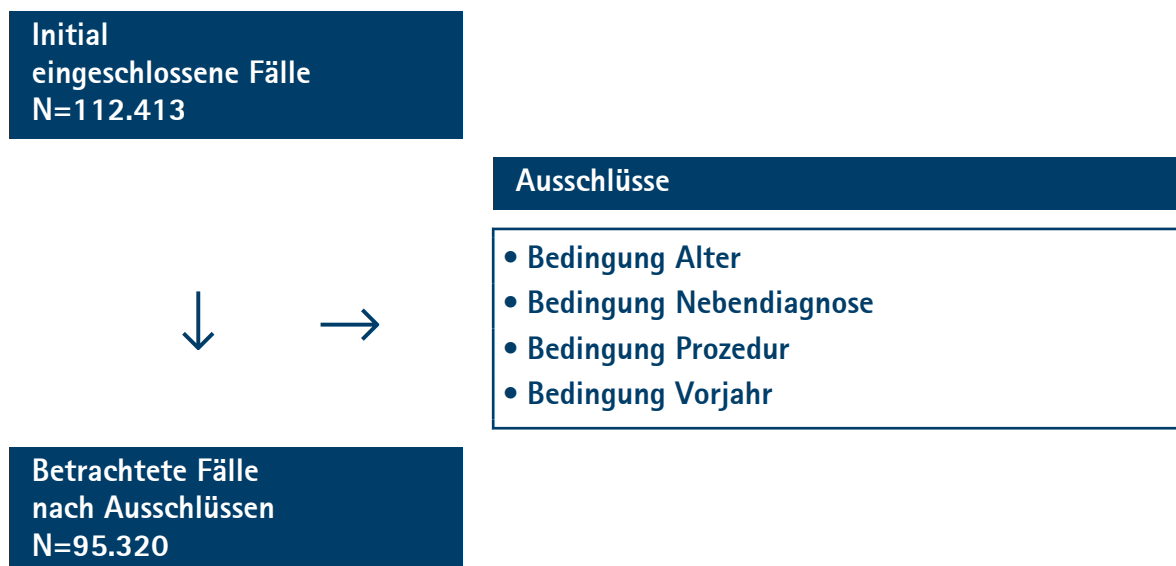 Initial
eingeschlossene Fälle
N=112.413
Ausschlüsse
• Bedingung Alter
• Bedingung Nebendiagnose
• Bedingung Prozedur
• Bedingung Vorjahr
Betrachtete Fälle
nach Ausschlüssen
N=95.320